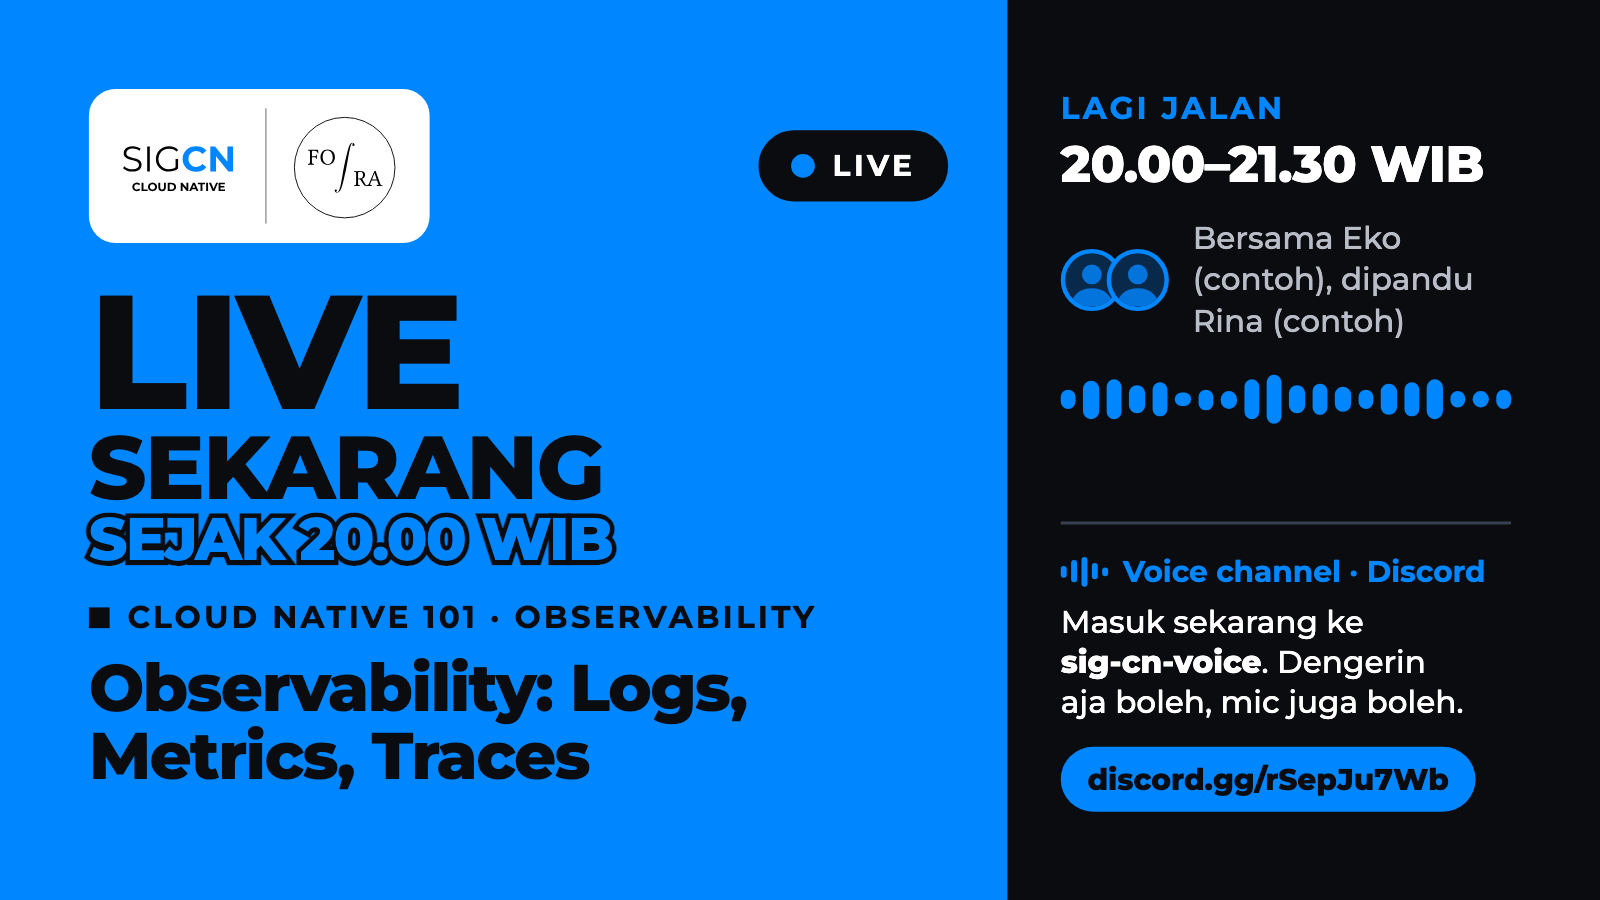 SIGCN
CLOUD NATIVE
FO
RA
LIVE
LIVE
SEKARANG
SEJAK 20.00 WIB
CLOUD NATIVE 101 · OBSERVABILITY
Observability: Logs,
Metrics, Traces
LAGI JALAN
20.00–21.30 WIB
Bersama Eko
(contoh), dipandu
Rina (contoh)
Voice channel · Discord
Masuk sekarang ke
sig-cn-voice. Dengerin
aja boleh, mic juga boleh.
discord.gg/rSepJu7Wb